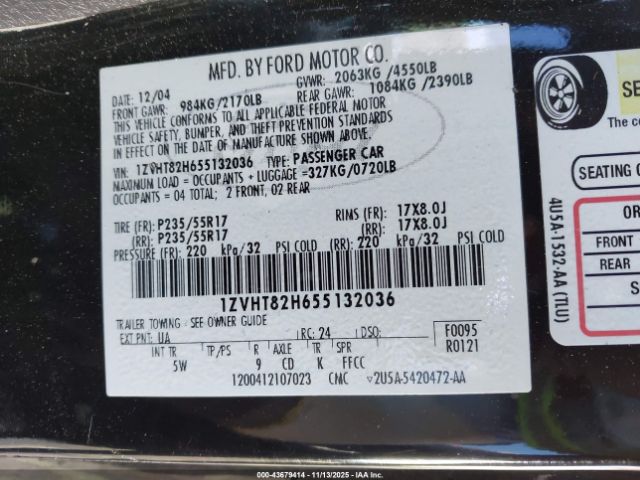 MFD. BY FORD MOTOR CO.
DATE: 12/04 GVWR: 2063KG/4550LB
FRONT GAWR: 984KG/2170LB REAR GAWR: 1084KG/2390LB
THIS VEHICLE CONFORMS TO ALL APPLICABLE FEDERAL MOTOR
VEHICLE SAFETY, BUMPER, AND THEFT PREVENTION STANDARDS
IN EFFECT ON THE DATE OF MANUFACTURE SHOWN ABOVE.
VIN: 1ZVHT82H655132036 TYPE: PASSENGER CAR
MAXIMUM LOAD = OCCUPANTS + LUGGAGE = 327KG/0720LB
OCCUPANTS = 04 TOTAL; 2 FRONT, 02 REAR
TIRE (FR): P235/55R17 RIMS (FR): 17X8.0J
(RR): P235/55R17 (RR): 17X8.0J
PRESSURE (FR): 220 kPa/32 PSI COLD (RR): 220 kPa/32 PSI COLD
1ZVHT82H655132036
TRAILER TOWING - SEE OWNER GUIDE
EXT PNT: UA RC: 24 DSO: F0095
R0121
INT TR TP/PS R AXLE TR SPR
5W 9 CD K FFCC
1200412107023 CMC 2U5A-5420472-AA
The co
SEATING
4U5A-1532-AA (TLU)
OR
FRONT
REAR
00-43679414 - 11/13/2025 - IAA Inc.